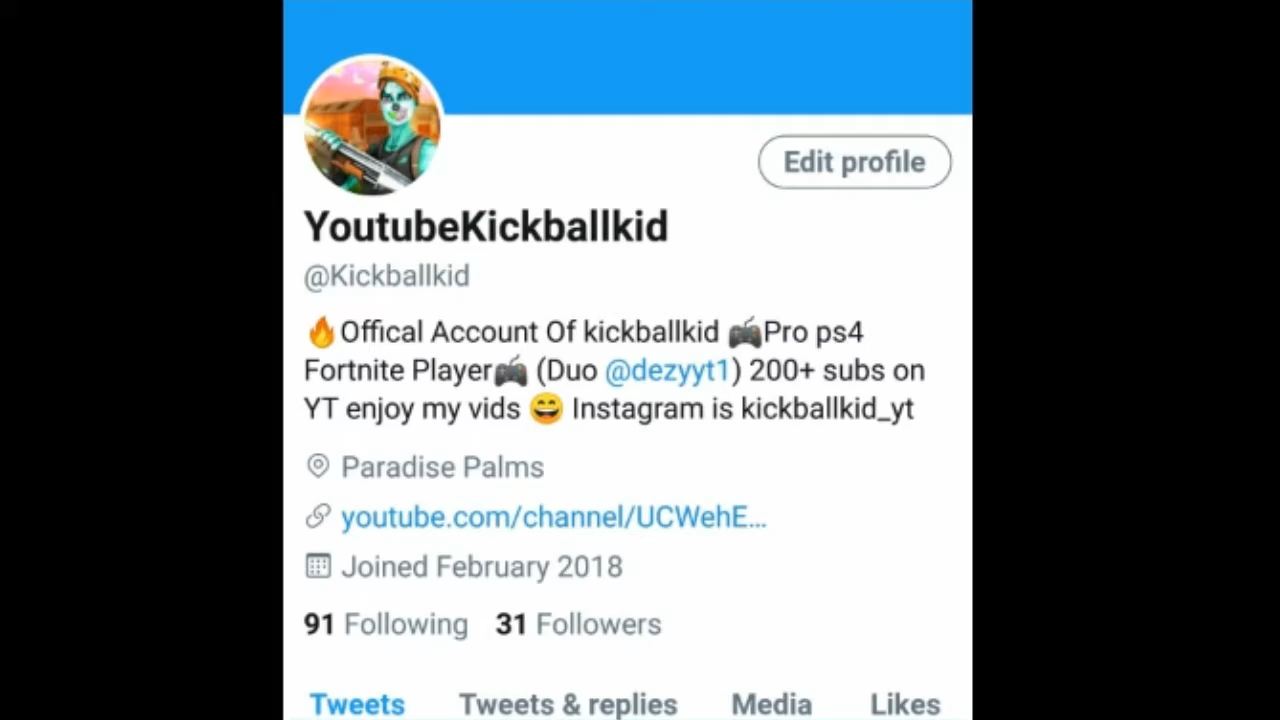 Edit profile
YoutubeKickballkid
@Kickballkid
🔥Offical Account Of kickballkid 🎮Pro ps4
Fortnite Player🎮 (Duo @dezyyt1) 200+ subs on
YT enjoy my vids 😄 Instagram is kickballkid_yt
Paradise Palms
youtube.com/channel/UCWehE...
Joined February 2018
91 Following 31 Followers
Tweets Tweets & replies Media Likes